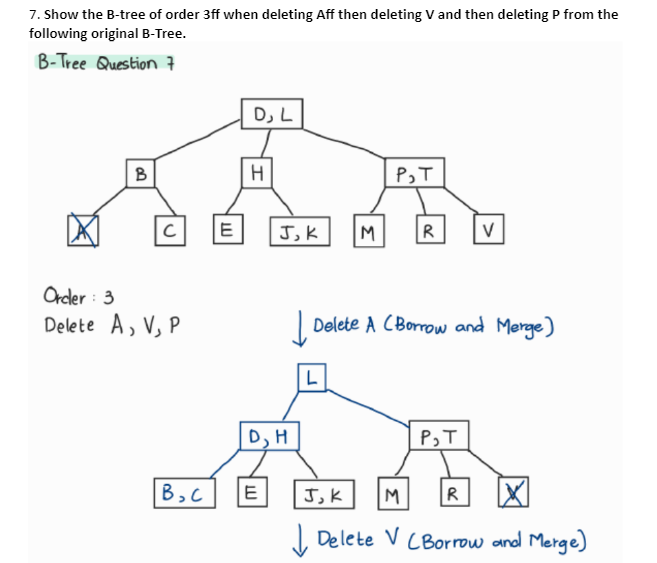 7. Show the B-tree of order 3ff when deleting Aff then deleting V and then deleting P from the
following original B-Tree.
B-Tree Question 7
D, L
B H P, T
A C E J, K M R V
Order : 3
Delete A, V, P
Delete A (Borrow and Merge)
L
D, H P, T
B, C E J, K M R V
Delete V (Borrow and Merge)